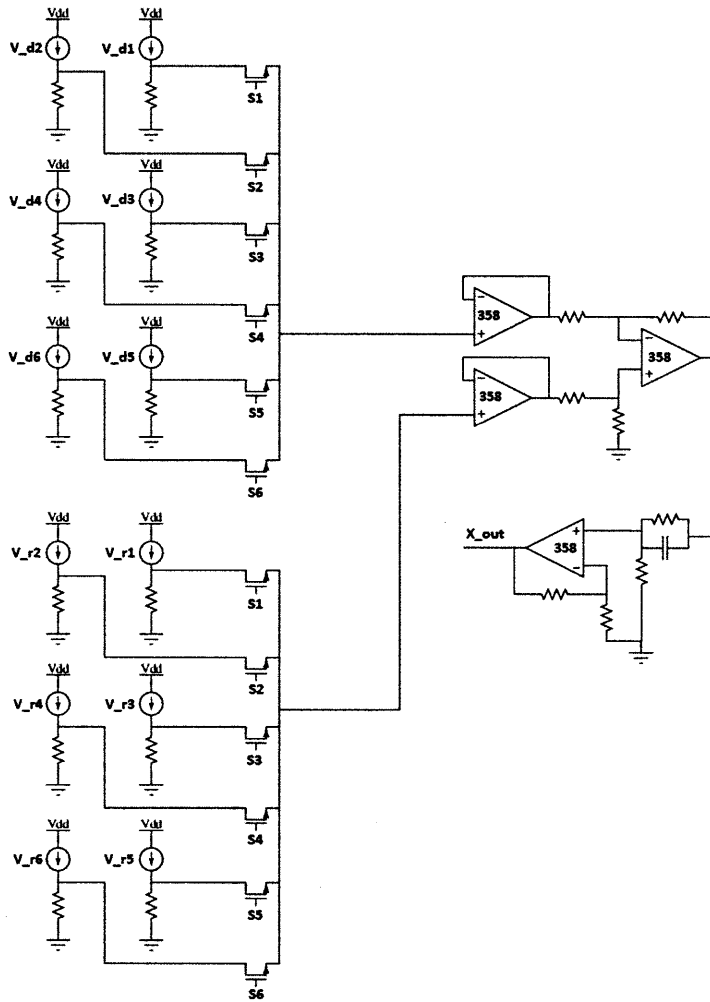 Vdd Vdd
V_d2 V_d1
S1
S2
Vdd Vdd
V_d4 V_d3
S3
S4
Vdd Vdd
V_d6 V_d5
S5
S6
358
358
358
Vdd Vdd
V_r2 V_r1
S1
S2
Vdd Vdd
V_r4 V_r3
S3
S4
Vdd Vdd
V_r6 V_r5
S5
S6
X_out
358